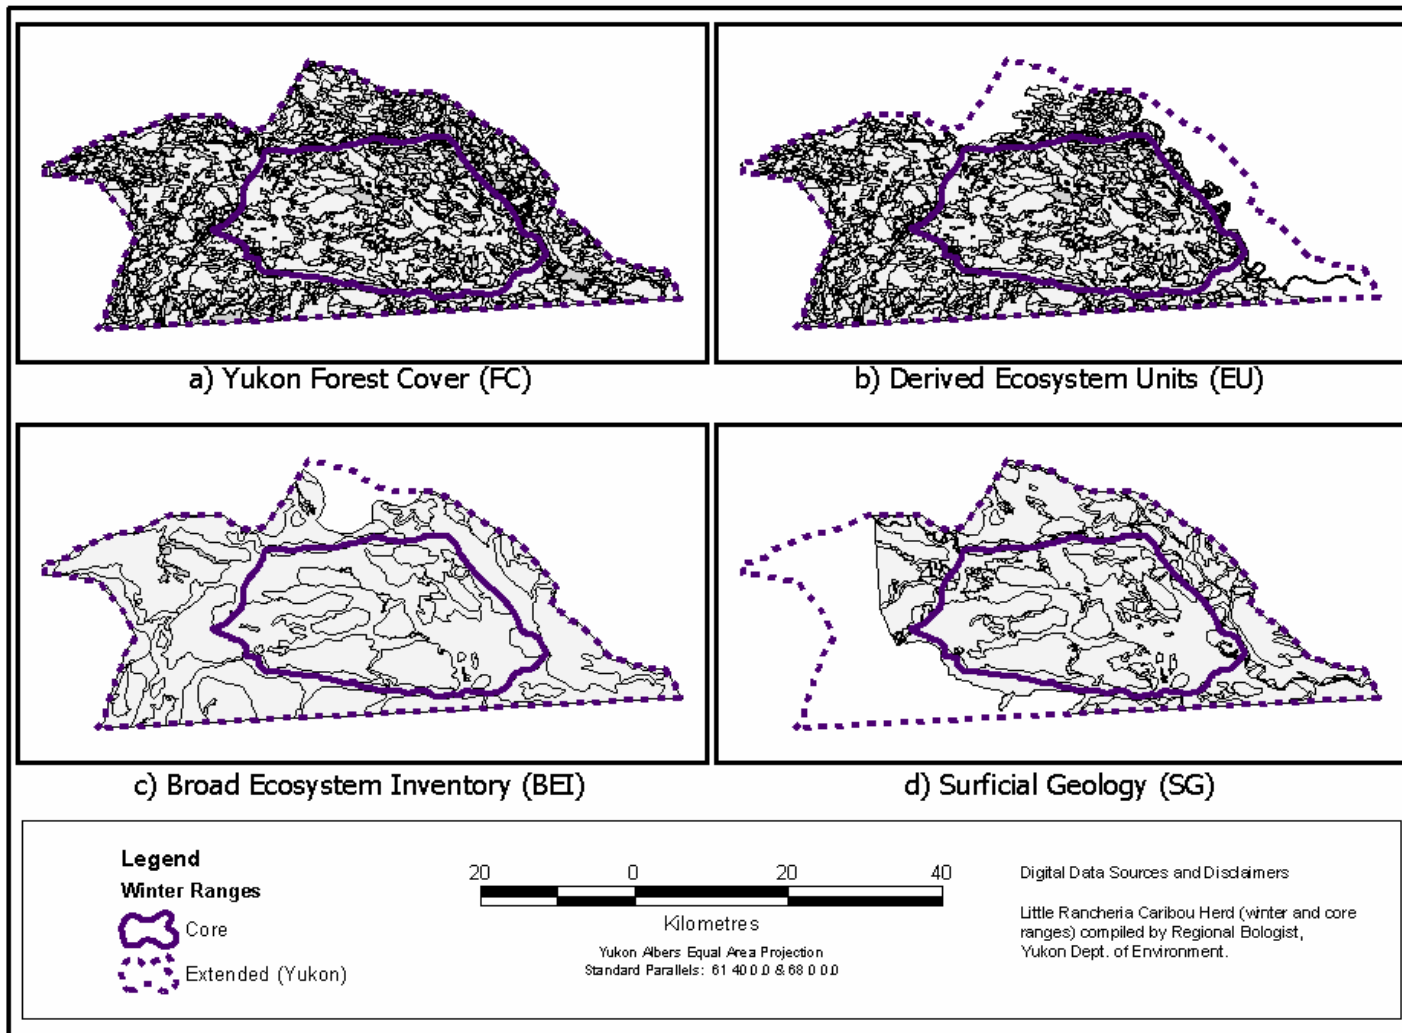 a) Yukon Forest Cover (FC)
b) Derived Ecosystem Units (EU)
c) Broad Ecosystem Inventory (BEI)
d) Surficial Geology (SG)
Legend
Winter Ranges
Core
Extended (Yukon)
20 0 20 40
Kilometres
Yukon Albers Equal Area Projection
Standard Parallels: 61 40 0.0 & 68 0 0.0
Digital Data Sources and Disclaimers
Little Rancheria Caribou Herd (winter and core
ranges) compiled by Regional Bologist,
Yukon Dept. of Environment.